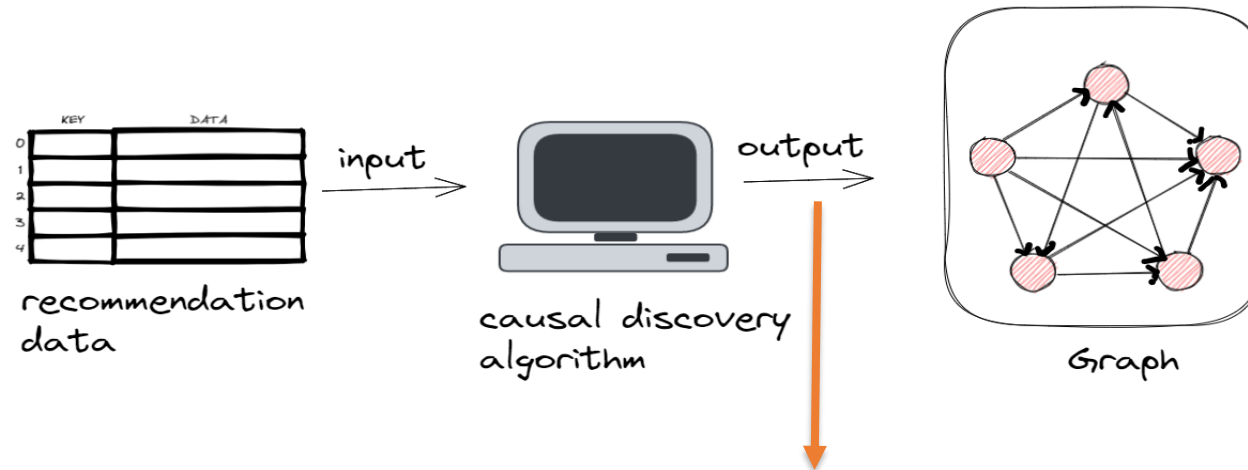 KEY DATA
0
1
2
3
4
recommendation
data
input
causal discovery
algorithm
output
Graph